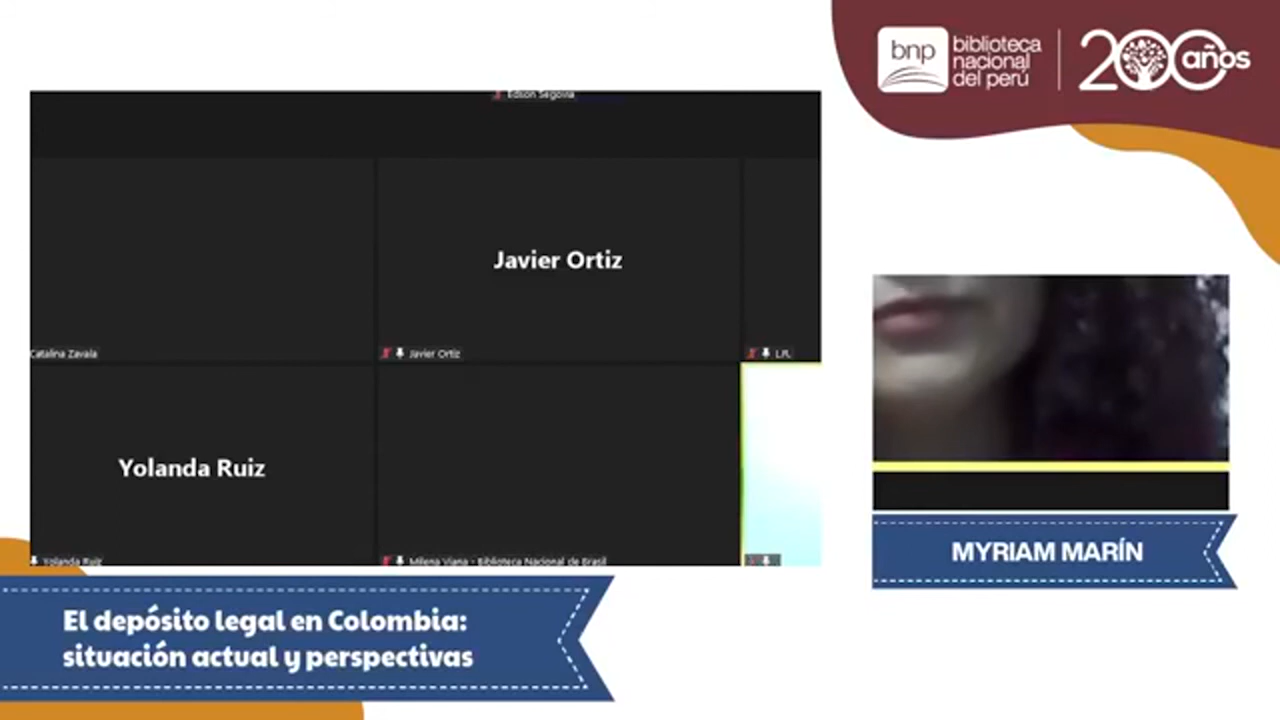 bnp
biblioteca
nacional
del perú
200 años
Edson Segovia
Javier Ortiz
Catalina Zavala
Javier Ortiz
L.R.
Yolanda Ruiz
Yolanda Ruiz
Milena Viana - Biblioteca Nacional de Brasil
MYRIAM MARÍN
El depósito legal en Colombia:
situación actual y perspectivas